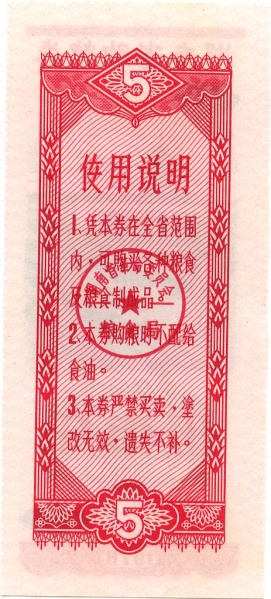 5
使用说明
1、凭本券在全省范围
内，可购买各种粮食
及粮食制成品。
2、本券购粮时不配给
食油。
3、本券严禁买卖，塗
改无效，遗失不补。
5